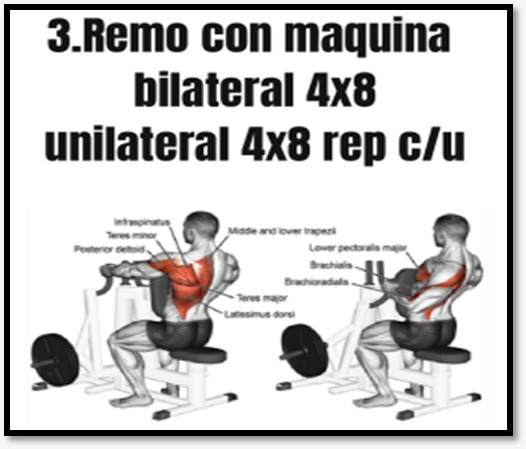 3.Remo con maquina
bilateral 4x8
unilateral 4x8 rep c/u
Infraspinatus
Teres minor
Posterior deltoid
Middle and lower trapezii
Teres major
Latissimus dorsi
Lower pectoralis major
Brachialis
Brachioradialis